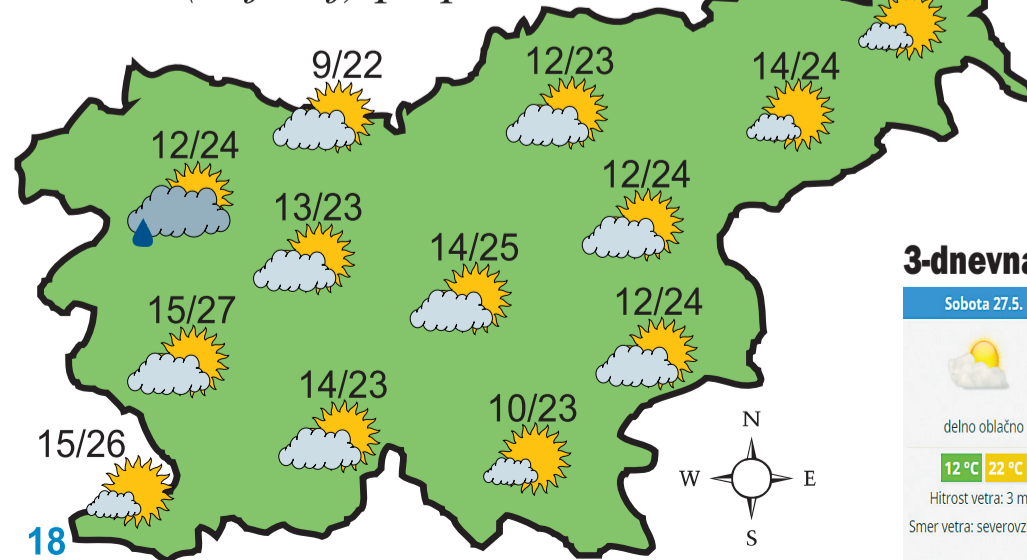 9/22
12/23
14/24
12/24
12/24
13/23
14/25
15/27
12/24
14/23
10/23
15/26
N
W E
S
18
3-dnevna
Sobota 27.5.
delno oblačno
12 °C 22 °C
Hitrost vetra: 3 m
Smer vetra: severovz